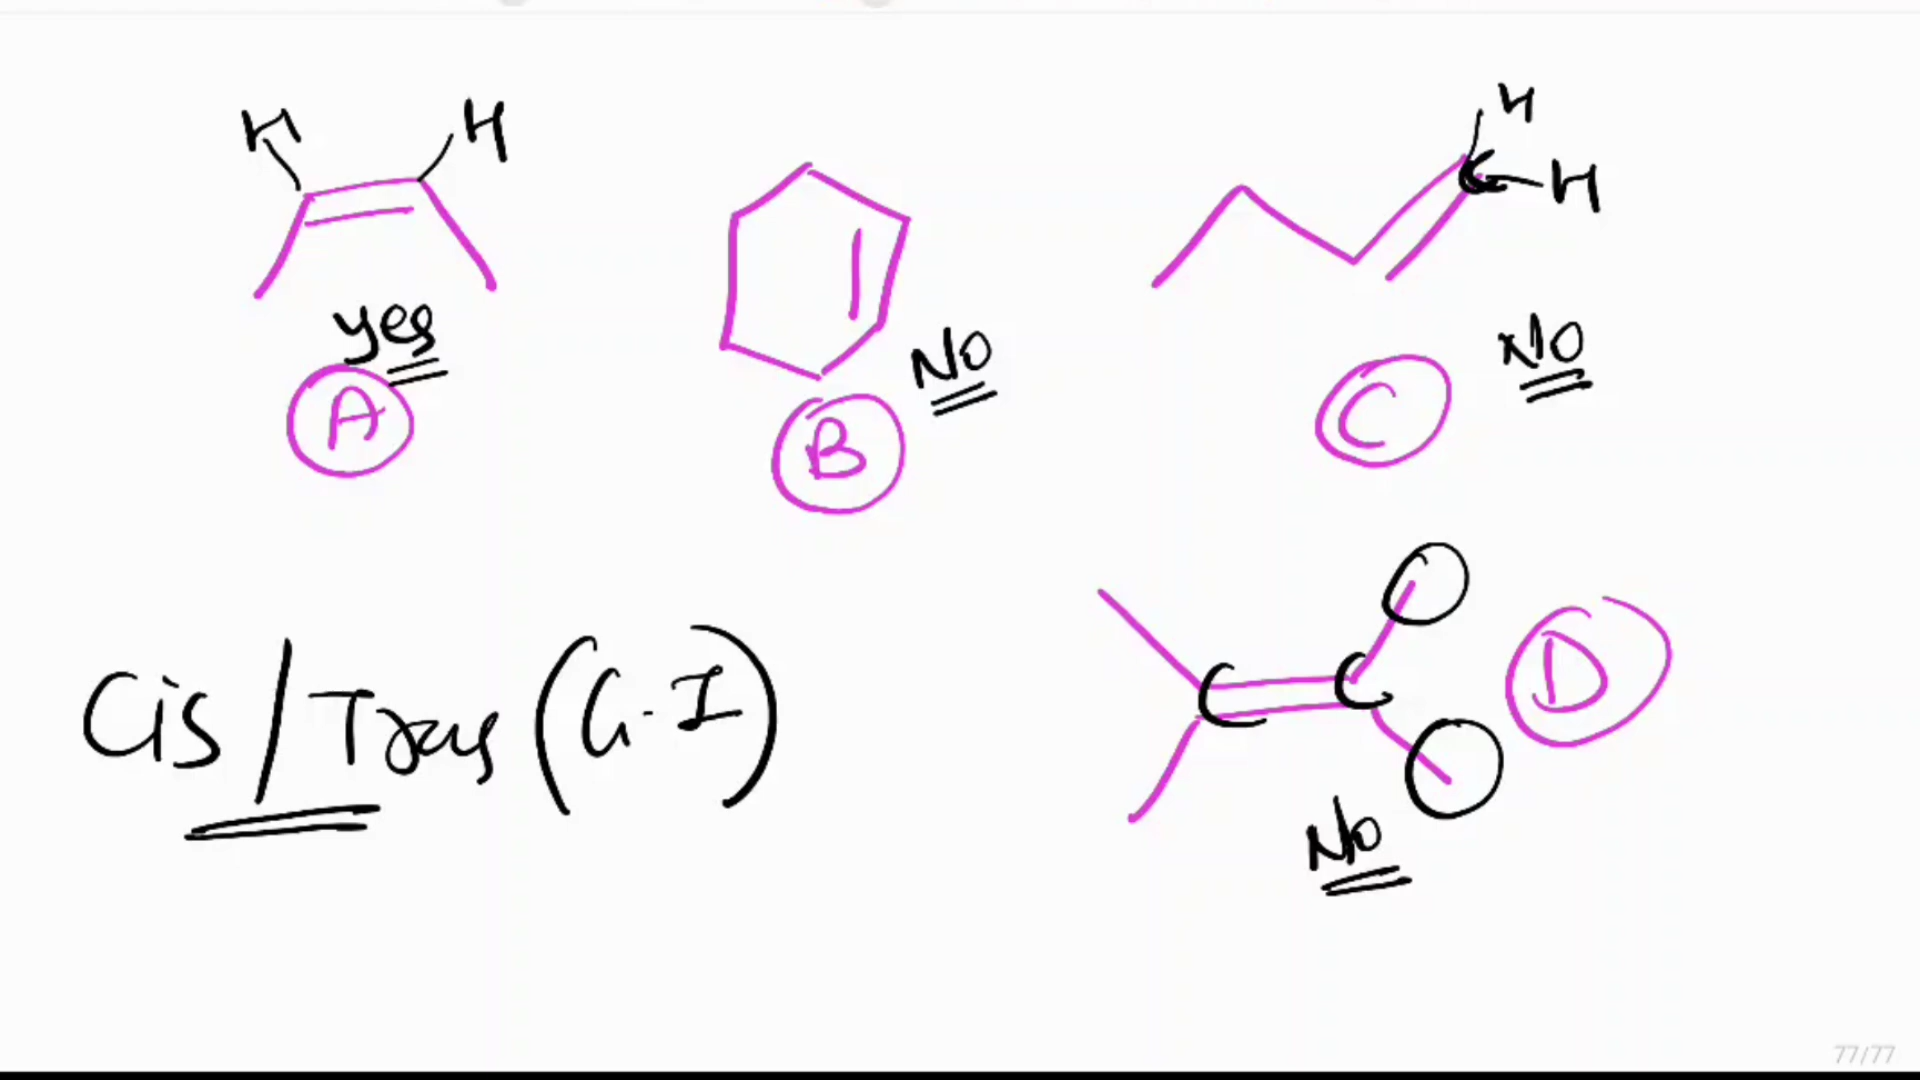 H H H
H
yes No No
A B C
C C D
Cis/Trans (G.I)
No
77/77